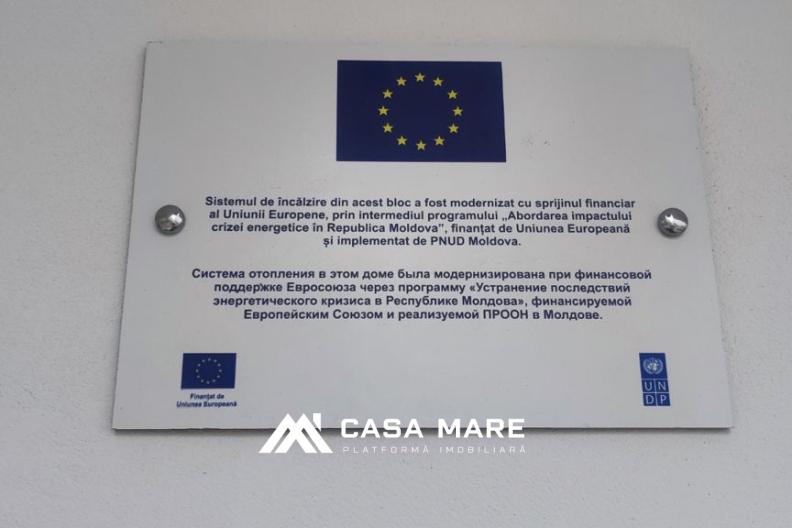 Sistemul de încălzire din acest bloc a fost modernizat cu sprijinul financiar
al Uniunii Europene, prin intermediul programului „Abordarea impactului
crizei energetice în Republica Moldova”, finanțat de Uniunea Europeană
și implementat de PNUD Moldova.
Система отопления в этом доме была модернизирована при финансовой
поддержке Евросоюза через программу «Устранение последствий
энергетического кризиса в Республике Молдова», финансируемой
Европейским Союзом и реализуемой ПРООН в Молдове.
Finanțat de
Uniunea Europeană
U N
D P
CASA MARE
PLATFORMĂ IMOBILIARĂ